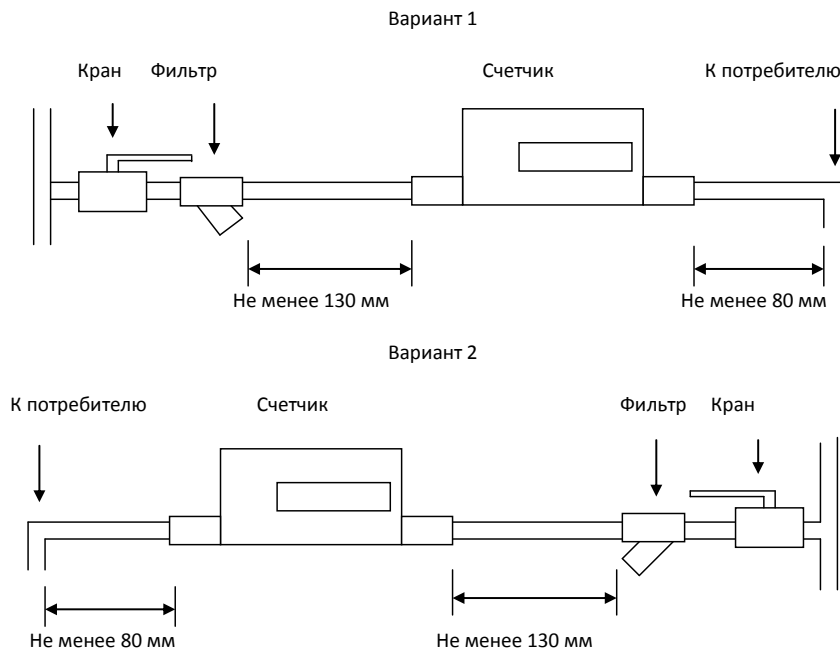 Вариант 1
Кран Фильтр Счетчик К потребителю
Не менее 130 мм Не менее 80 мм
Вариант 2
К потребителю Счетчик Фильтр Кран
Не менее 80 мм Не менее 130 мм